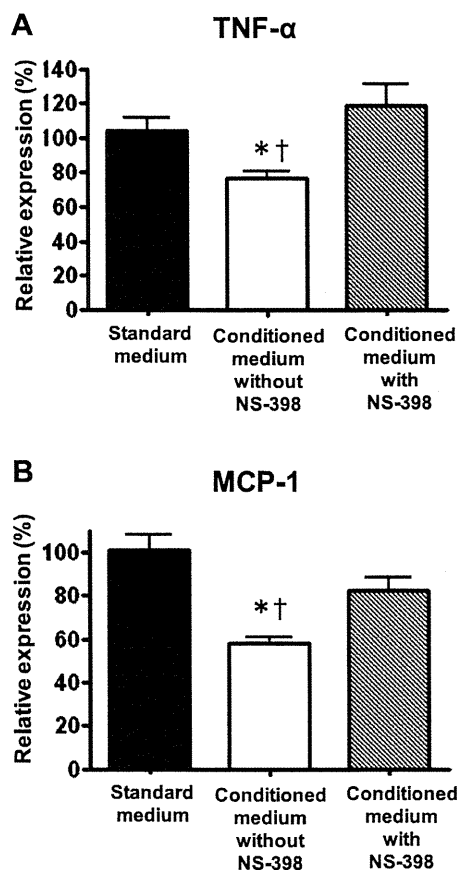 A
TNF-α
Relative expression (%)
140
120
100
80
60
40
20
0
* †
Standard
medium
Conditioned
medium
without
NS-398
Conditioned
medium
with
NS-398
B
MCP-1
Relative expression (%)
100
80
60
40
20
0
* †
Standard
medium
Conditioned
medium
without
NS-398
Conditioned
medium
with
NS-398